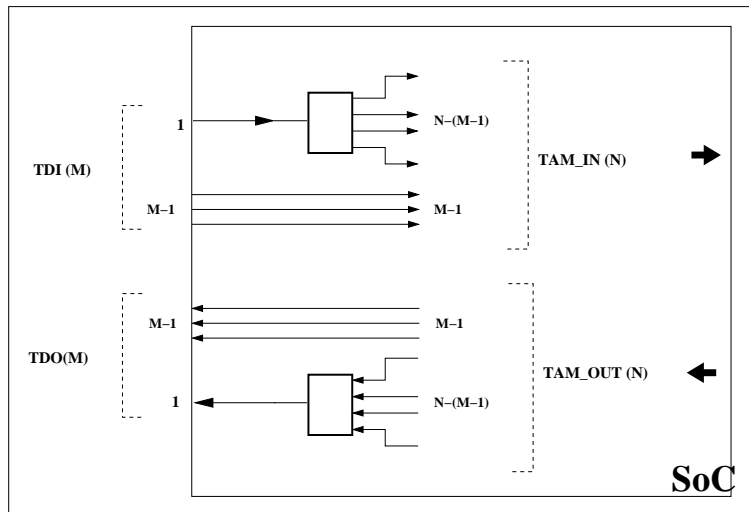 1
N–(M–1)
TDI (M)
TAM_IN (N)
M–1
M–1
M–1
M–1
TDO(M)
TAM_OUT (N)
1
N–(M–1)
SoC